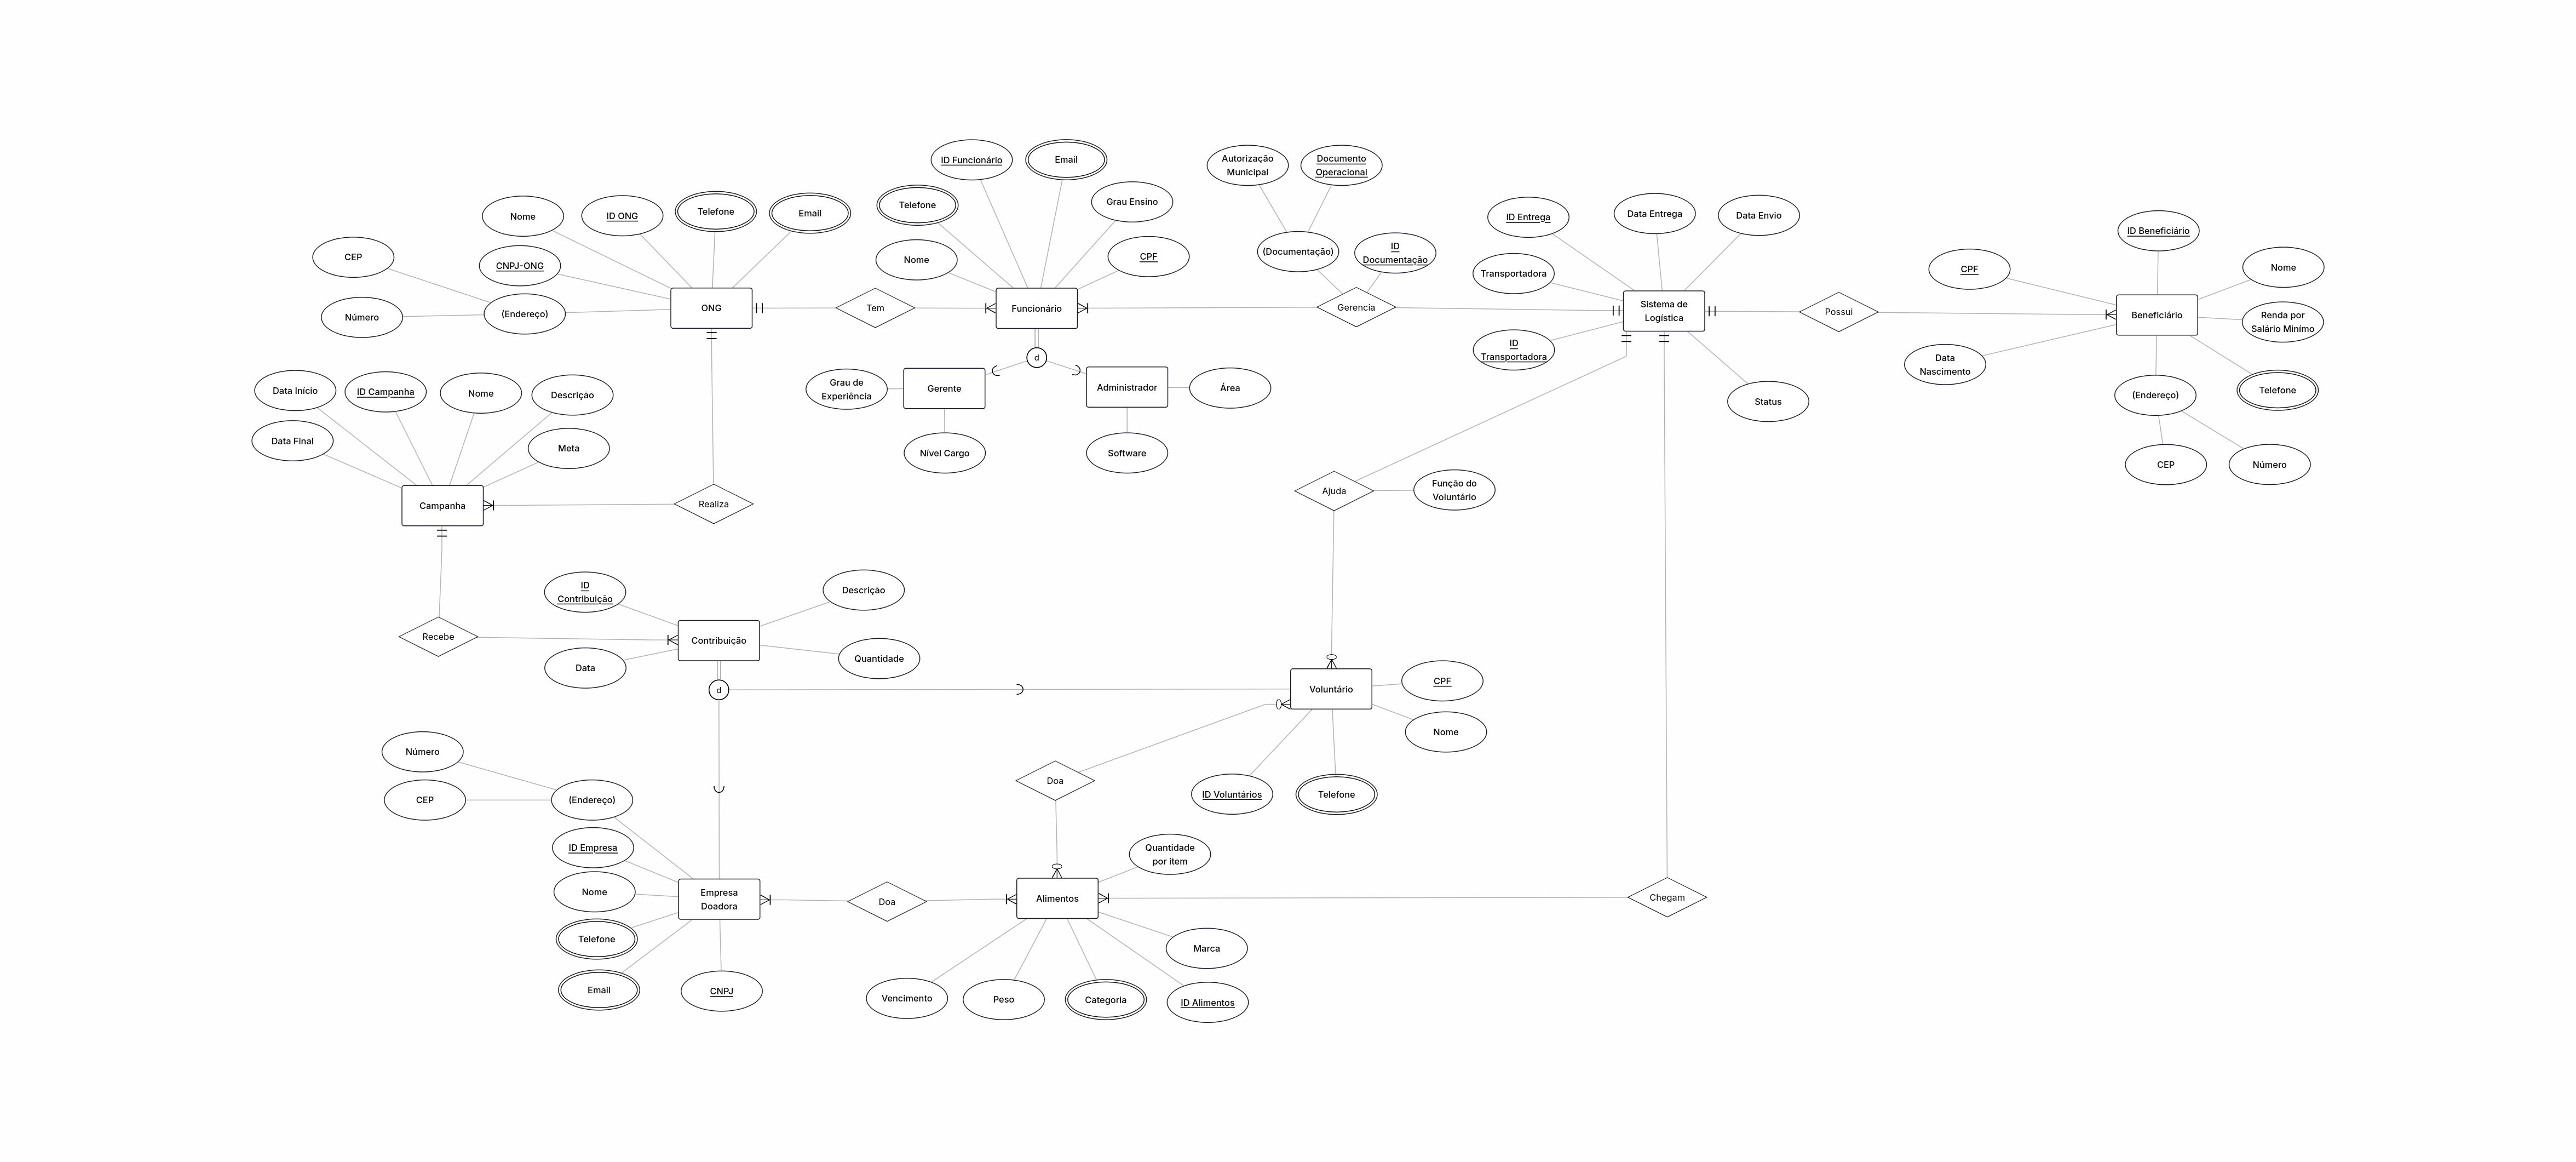 ID Funcionário
Email
Autorização
Municipal
Documento
Operacional
Telefone
Grau Ensino
Nome
ID ONG
Telefone
Email
ID Entrega
Data Entrega
Data Envio
ID Beneficiário
CEP
CNPJ-ONG
Nome
CPF
(Documentação)
ID
Documentação
Transportadora
CPF
Nome
Número
(Endereço)
ONG
Tem
Funcionário
Gerencia
Sistema de
Logística
Possui
Beneficiário
Renda por
Salário Minímo
d
ID
Transportadora
Data
Nascimento
Data Início
ID Campanha
Nome
Descrição
Grau de
Experiência
Gerente
Administrador
Área
Status
(Endereço)
Telefone
Data Final
Meta
Nível Cargo
Software
CEP
Número
Campanha
Realiza
Ajuda
Função do
Voluntário
ID
Contribuição
Descrição
Recebe
Contribuição
Data
Quantidade
d
Voluntário
CPF
Nome
Número
Doa
CEP
(Endereço)
ID Voluntários
Telefone
ID Empresa
Quantidade
por item
Nome
Empresa
Doadora
Doa
Alimentos
Chegam
Telefone
Marca
Email
CNPJ
Vencimento
Peso
Categoria
ID Alimentos